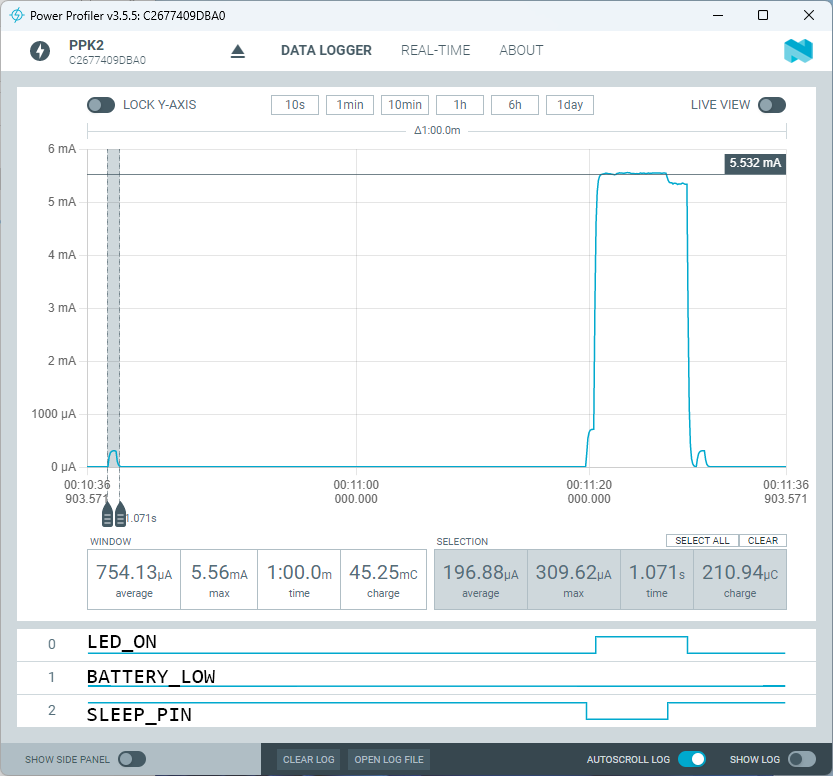 Power Profiler v3.5.5: C2677409DBA0
PPK2
C2677409DBA0
DATA LOGGER REAL-TIME ABOUT
LOCK Y-AXIS 10s 1min 10min 1h 6h 1day LIVE VIEW
Δ1:00.0m
6 mA
5.532 mA
5 mA
4 mA
3 mA
2 mA
1000 µA
0 µA
00:10:36 00:11:00 00:11:20 00:11:36
903.571 000.000 000.000 903.571
1.071s
WINDOW SELECTION SELECT ALL CLEAR
754.13µA 5.56mA 1:00.0m 45.25mC 196.88µA 309.62µA 1.071s 210.94µC
average max time charge average max time charge
0 LED_ON
1 BATTERY_LOW
2 SLEEP_PIN
SHOW SIDE PANEL CLEAR LOG OPEN LOG FILE AUTOSCROLL LOG SHOW LOG